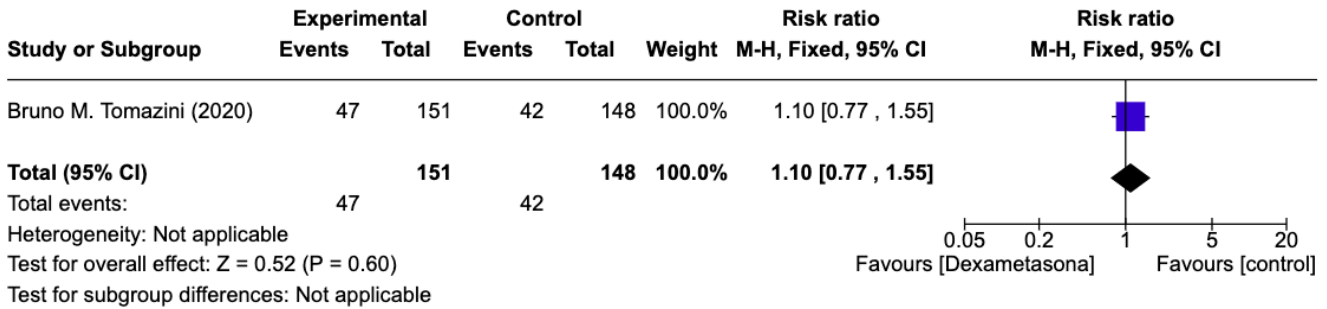 Experimental Control Risk ratio Risk ratio
Study or Subgroup Events Total Events Total Weight M-H, Fixed, 95% CI M-H, Fixed, 95% CI
Bruno M. Tomazini (2020) 47 151 42 148 100.0% 1.10 [0.77 , 1.55]
Total (95% CI) 151 148 100.0% 1.10 [0.77 , 1.55]
Total events: 47 42
Heterogeneity: Not applicable
0.05 0.2 1 5 20
Test for overall effect: Z = 0.52 (P = 0.60) Favours [Dexametasona] Favours [control]
Test for subgroup differences: Not applicable